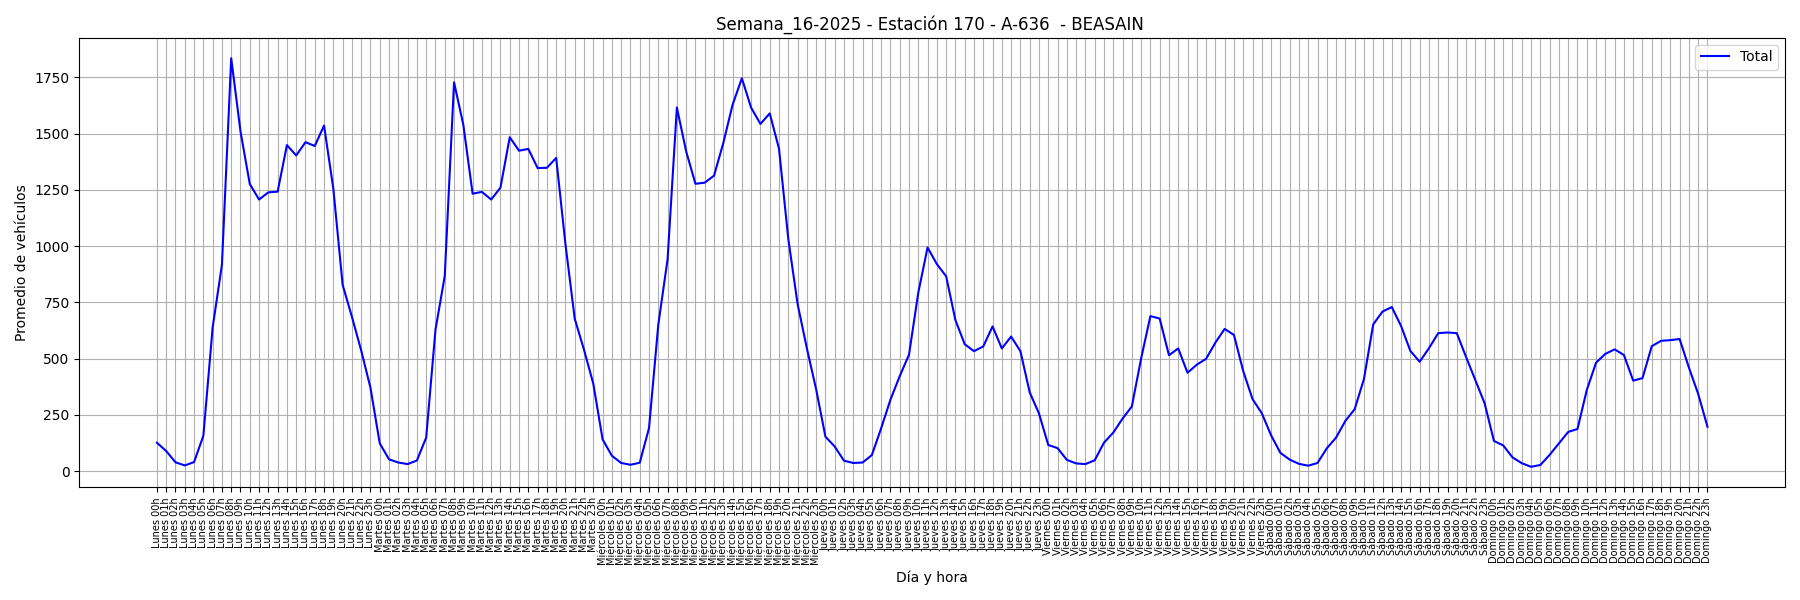 Semana_16-2025 - Estación 170 - A-636  - BEASAIN
Total
Promedio de vehículos
1750
1500
1250
1000
750
500
250
0
Lunes 00h
Lunes 01h
Lunes 02h
Lunes 03h
Lunes 04h
Lunes 05h
Lunes 06h
Lunes 07h
Lunes 08h
Lunes 09h
Lunes 10h
Lunes 11h
Lunes 12h
Lunes 13h
Lunes 14h
Lunes 15h
Lunes 16h
Lunes 17h
Lunes 18h
Lunes 19h
Lunes 20h
Lunes 21h
Lunes 22h
Lunes 23h
Martes 00h
Martes 01h
Martes 02h
Martes 03h
Martes 04h
Martes 05h
Martes 06h
Martes 07h
Martes 08h
Martes 09h
Martes 10h
Martes 11h
Martes 12h
Martes 13h
Martes 14h
Martes 15h
Martes 16h
Martes 17h
Martes 18h
Martes 19h
Martes 20h
Martes 21h
Martes 22h
Martes 23h
Miércoles 00h
Miércoles 01h
Miércoles 02h
Miércoles 03h
Miércoles 04h
Miércoles 05h
Miércoles 06h
Miércoles 07h
Miércoles 08h
Miércoles 09h
Miércoles 10h
Miércoles 11h
Miércoles 12h
Miércoles 13h
Miércoles 14h
Miércoles 15h
Miércoles 16h
Miércoles 17h
Miércoles 18h
Miércoles 19h
Miércoles 20h
Miércoles 21h
Miércoles 22h
Miércoles 23h
Jueves 00h
Jueves 01h
Jueves 02h
Jueves 03h
Jueves 04h
Jueves 05h
Jueves 06h
Jueves 07h
Jueves 08h
Jueves 09h
Jueves 10h
Jueves 11h
Jueves 12h
Jueves 13h
Jueves 14h
Jueves 15h
Jueves 16h
Jueves 17h
Jueves 18h
Jueves 19h
Jueves 20h
Jueves 21h
Jueves 22h
Jueves 23h
Viernes 00h
Viernes 01h
Viernes 02h
Viernes 03h
Viernes 04h
Viernes 05h
Viernes 06h
Viernes 07h
Viernes 08h
Viernes 09h
Viernes 10h
Viernes 11h
Viernes 12h
Viernes 13h
Viernes 14h
Viernes 15h
Viernes 16h
Viernes 17h
Viernes 18h
Viernes 19h
Viernes 20h
Viernes 21h
Viernes 22h
Viernes 23h
Sábado 00h
Sábado 01h
Sábado 02h
Sábado 03h
Sábado 04h
Sábado 05h
Sábado 06h
Sábado 07h
Sábado 08h
Sábado 09h
Sábado 10h
Sábado 11h
Sábado 12h
Sábado 13h
Sábado 14h
Sábado 15h
Sábado 16h
Sábado 17h
Sábado 18h
Sábado 19h
Sábado 20h
Sábado 21h
Sábado 22h
Sábado 23h
Domingo 00h
Domingo 01h
Domingo 02h
Domingo 03h
Domingo 04h
Domingo 05h
Domingo 06h
Domingo 07h
Domingo 08h
Domingo 09h
Domingo 10h
Domingo 11h
Domingo 12h
Domingo 13h
Domingo 14h
Domingo 15h
Domingo 16h
Domingo 17h
Domingo 18h
Domingo 19h
Domingo 20h
Domingo 21h
Domingo 22h
Domingo 23h
Día y hora